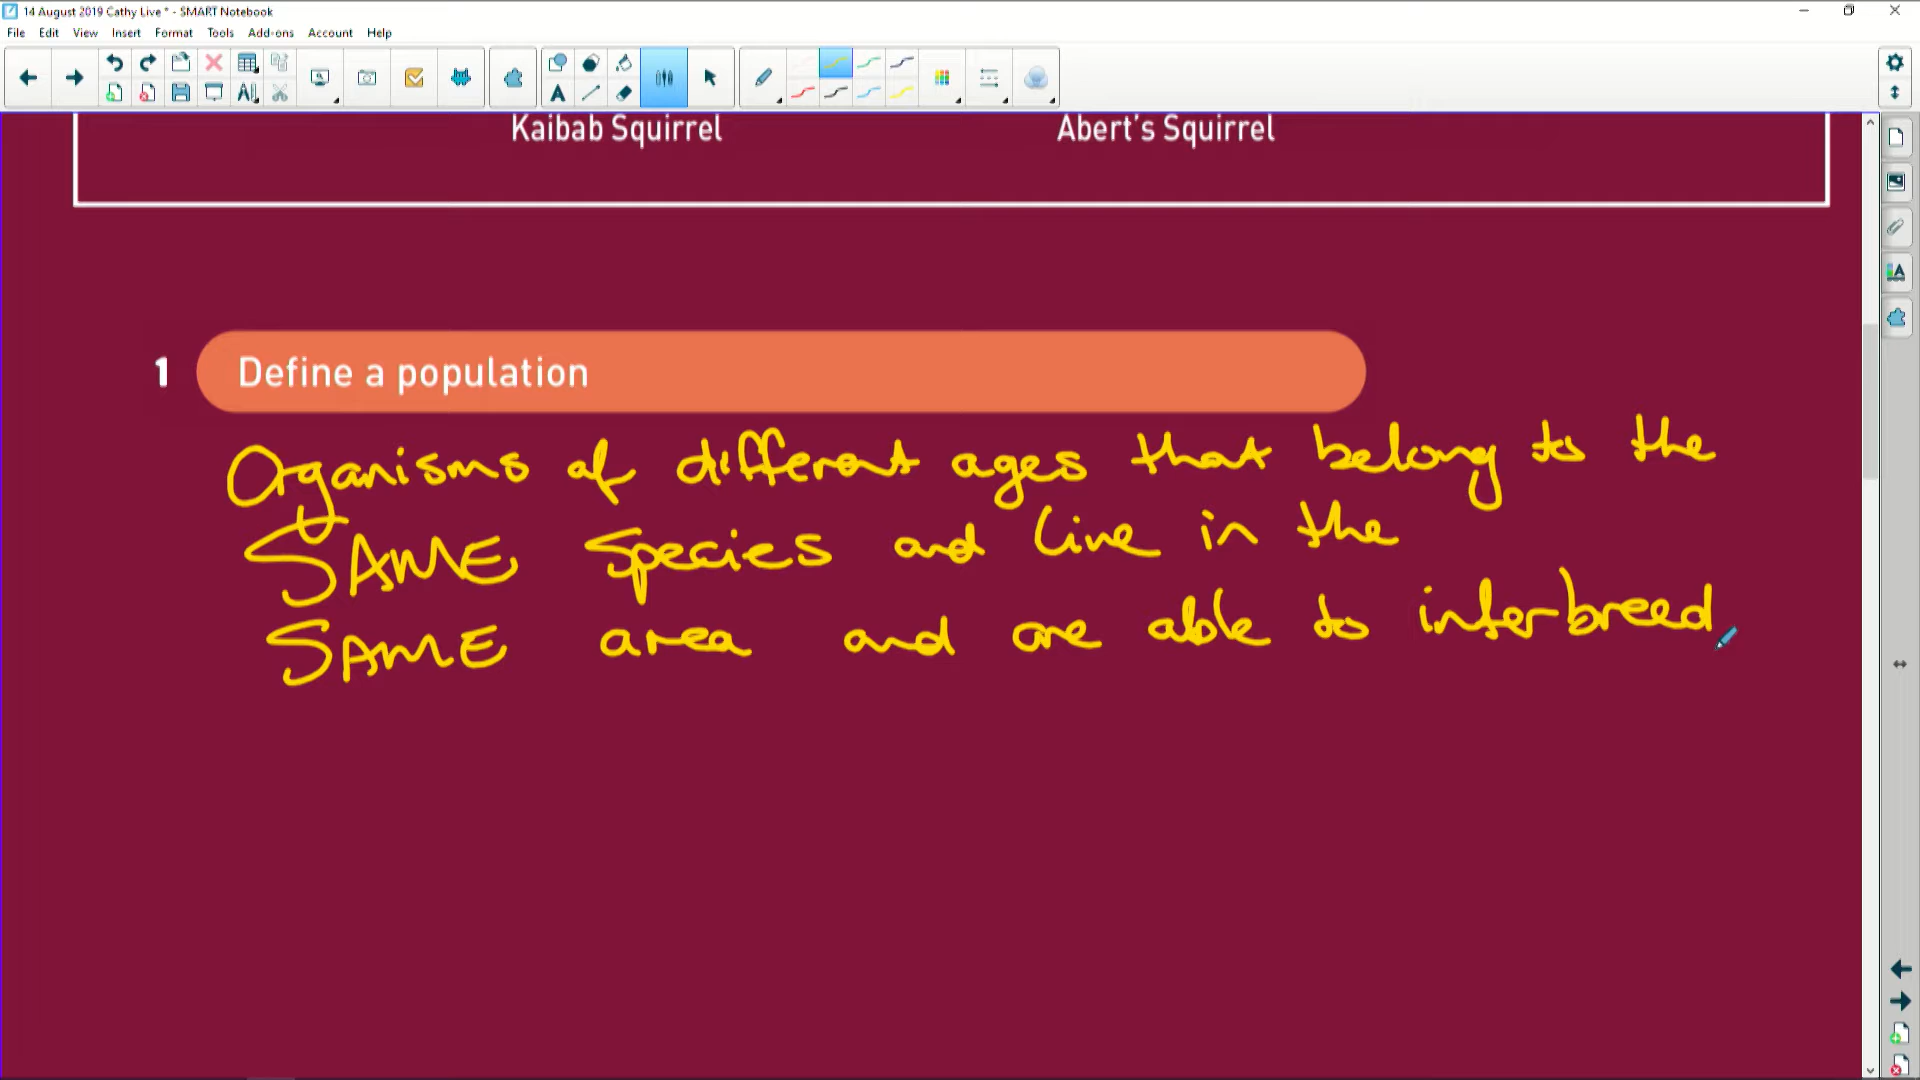 14 August 2019 Cathy Live * - SMART Notebook
File Edit View Insert Format Tools Add-ons Account Help
Kaibab Squirrel Abert's Squirrel
1 Define a population
Organisms of different ages that belong to the
SAME species and live in the
SAME area and are able to interbreed